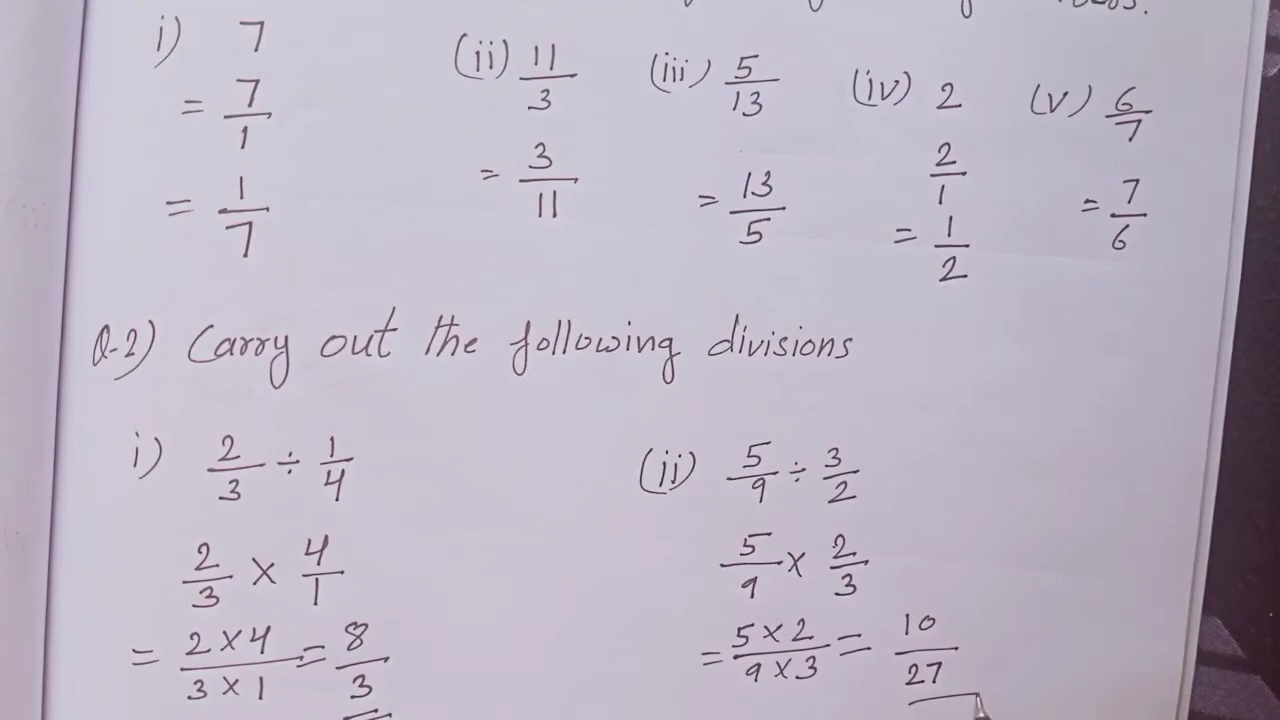 i) 7 (ii) 11/3 (iii) 5/13 (iv) 2 (v) 6/7
= 7/1 = 3/11 = 13/5 2/1 = 7/6
= 1/7 = 1/2
Q-2) Carry out the following divisions
i) 2/3 ÷ 1/4 (ii) 5/9 ÷ 3/2
2/3 × 4/1 5/9 × 2/3
= 2×4/3×1 = 8/3 = 5×2/9×3 = 10/27